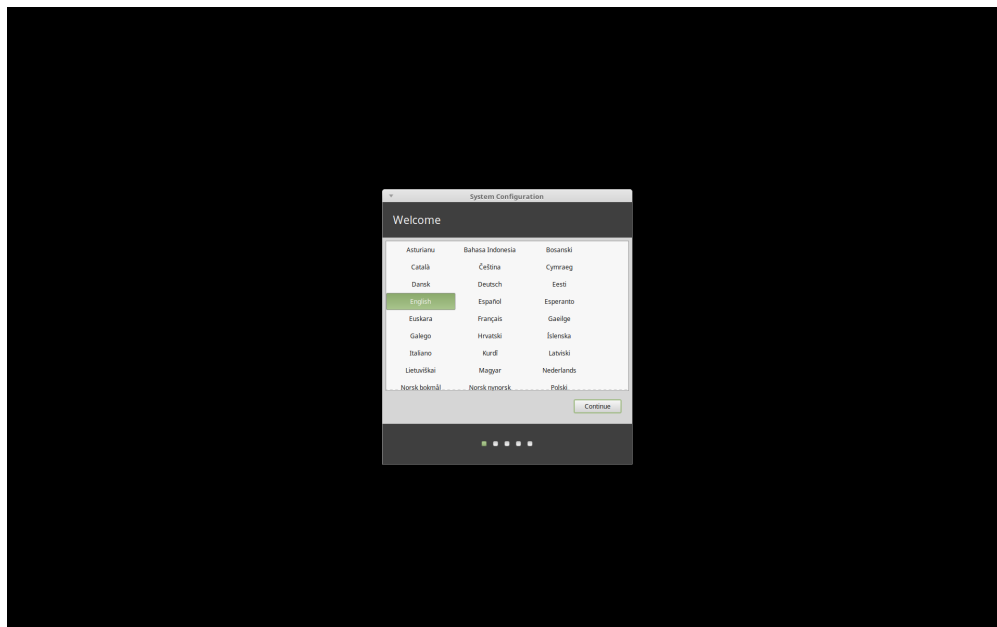 System Configuration
Welcome
Asturianu Bahasa Indonesia Bosanski
Català Čeština Cymraeg
Dansk Deutsch Eesti
English Español Esperanto
Euskara Français Gaeilge
Galego Hrvatski Íslenska
Italiano Kurdî Latviski
Lietuviškai Magyar Nederlands
Norsk bokmål Norsk nynorsk Polski
Continue